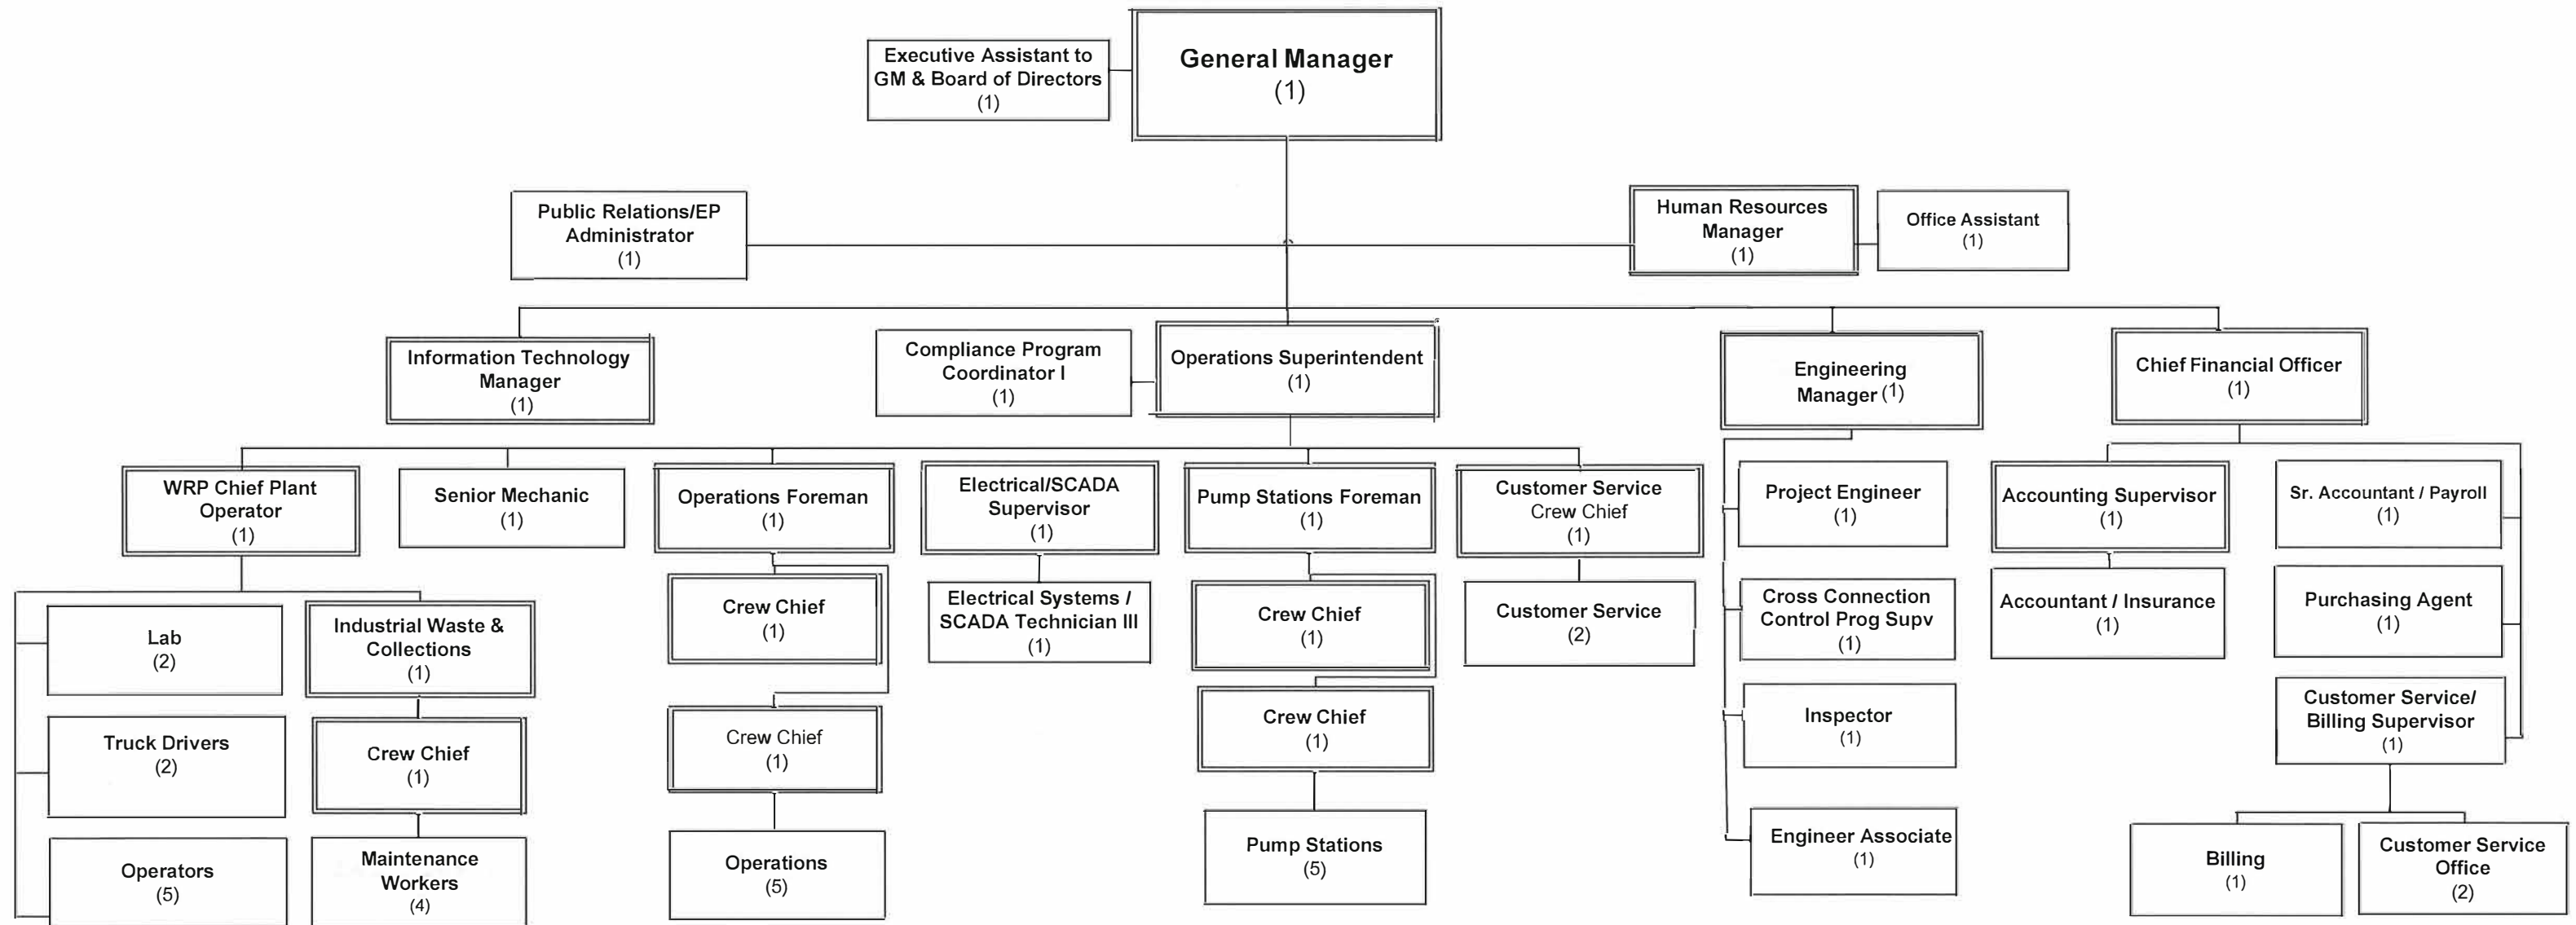 General Manager
(1)
Executive Assistant to
GM & Board of Directors
(1)
Public Relations/EP
Administrator
(1)
Human Resources
Manager
(1)
Office Assistant
(1)
Information Technology
Manager
(1)
Compliance Program
Coordinator I
(1)
Operations Superintendent
(1)
Engineering
Manager (1)
Chief Financial Officer
(1)
WRP Chief Plant
Operator
(1)
Senior Mechanic
(1)
Operations Foreman
(1)
Electrical/SCADA
Supervisor
(1)
Pump Stations Foreman
(1)
Customer Service
Crew Chief
(1)
Project Engineer
(1)
Accounting Supervisor
(1)
Sr. Accountant / Payroll
(1)
Lab
(2)
Industrial Waste &
Collections
(1)
Crew Chief
(1)
Electrical Systems /
SCADA Technician III
(1)
Crew Chief
(1)
Customer Service
(2)
Cross Connection
Control Prog Supv
(1)
Accountant / Insurance
(1)
Purchasing Agent
(1)
Truck Drivers
(2)
Crew Chief
(1)
Crew Chief
(1)
Crew Chief
(1)
Inspector
(1)
Customer Service/
Billing Supervisor
(1)
Operators
(5)
Maintenance
Workers
(4)
Operations
(5)
Pump Stations
(5)
Engineer Associate
(1)
Billing
(1)
Customer Service
Office
(2)